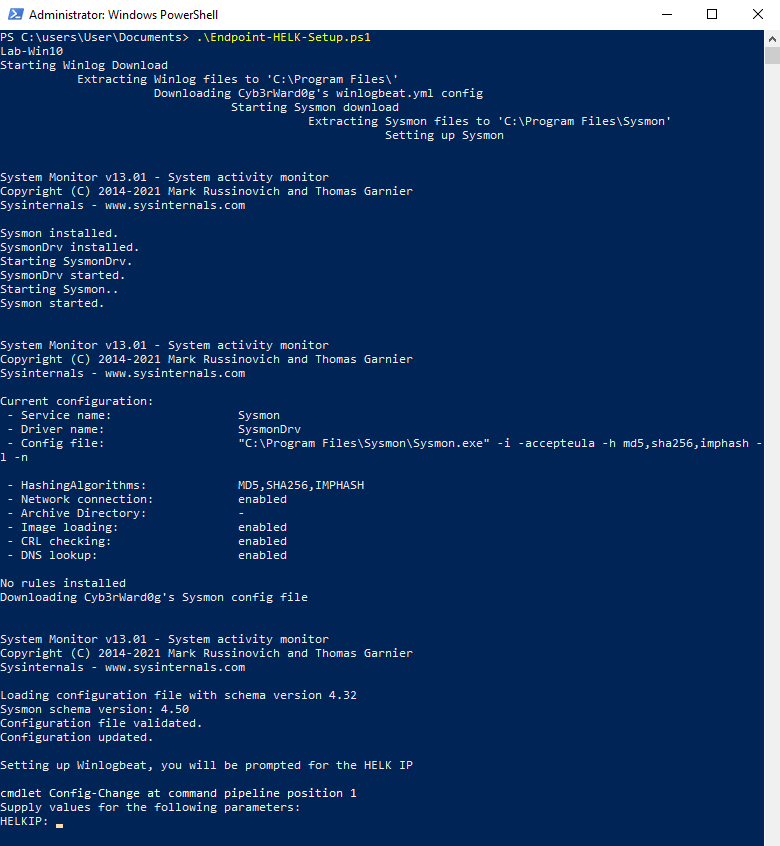 Administrator: Windows PowerShell
PS C:\users\User\Documents> .\Endpoint-HELK-Setup.ps1
Lab-Win10
Starting Winlog Download
Extracting Winlog files to 'C:\Program Files\'
Downloading Cyb3rWard0g's winlogbeat.yml config
Starting Sysmon download
Extracting Sysmon files to 'C:\Program Files\Sysmon'
Setting up Sysmon
System Monitor v13.01 - System activity monitor
Copyright (C) 2014-2021 Mark Russinovich and Thomas Garnier
Sysinternals - www.sysinternals.com
Sysmon installed.
SysmonDrv installed.
Starting SysmonDrv.
SysmonDrv started.
Starting Sysmon..
Sysmon started.
System Monitor v13.01 - System activity monitor
Copyright (C) 2014-2021 Mark Russinovich and Thomas Garnier
Sysinternals - www.sysinternals.com
Current configuration:
- Service name: Sysmon
- Driver name: SysmonDrv
- Config file: "C:\Program Files\Sysmon\Sysmon.exe" -i -accepteula -h md5,sha256,imphash -
l -n
- HashingAlgorithms: MD5,SHA256,IMPHASH
- Network connection: enabled
- Archive Directory: -
- Image loading: enabled
- CRL checking: enabled
- DNS lookup: enabled
No rules installed
Downloading Cyb3rWard0g's Sysmon config file
System Monitor v13.01 - System activity monitor
Copyright (C) 2014-2021 Mark Russinovich and Thomas Garnier
Sysinternals - www.sysinternals.com
Loading configuration file with schema version 4.32
Sysmon schema version: 4.50
Configuration file validated.
Configuration updated.
Setting up Winlogbeat, you will be prompted for the HELK IP
cmdlet Config-Change at command pipeline position 1
Supply values for the following parameters:
HELKIP: